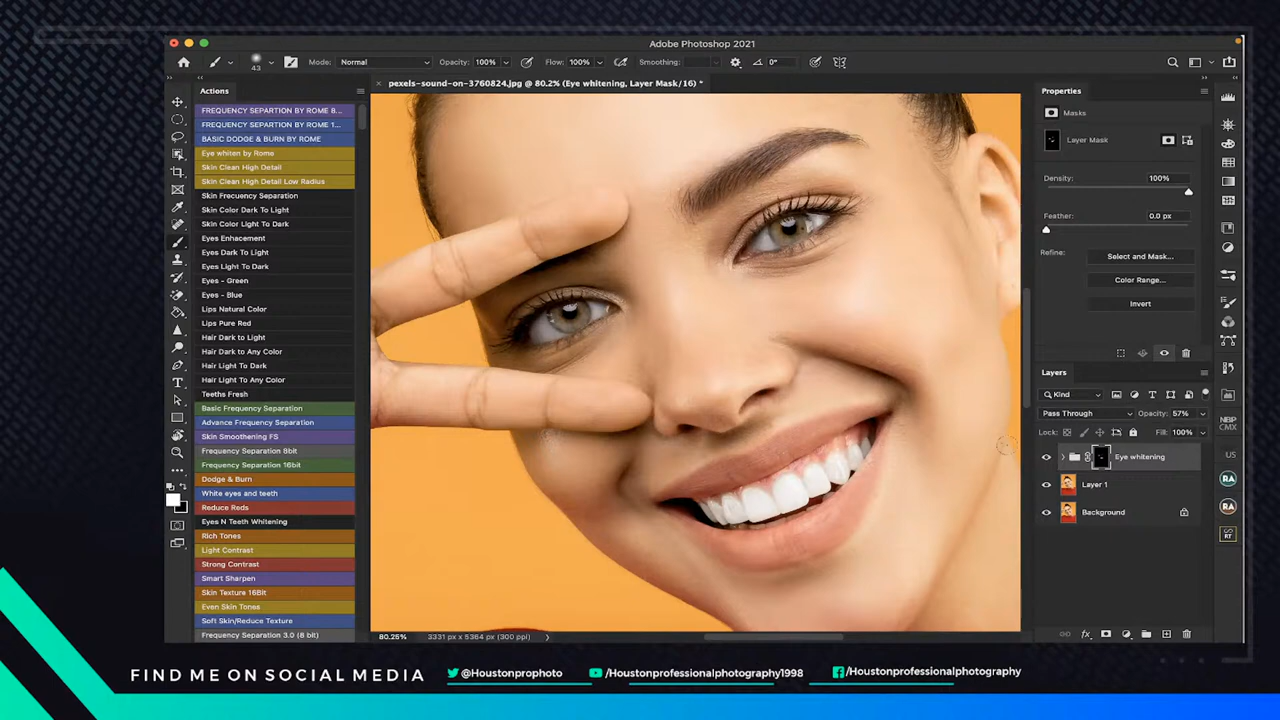 Adobe Photoshop 2021
43
Mode: Normal
Opacity: 100%
Flow: 100%
Smoothing:
0°
pexels-sound-on-3760824.jpg @ 80.2% (Eye whitening, Layer Mask/16) *
Actions
FREQUENCY SEPARTION BY ROME 8...
FREQUENCY SEPARTION BY ROME 1...
BASIC DODGE & BURN BY ROME
Eye whiten by Rome
Skin Clean High Detail
Skin Clean High Detail Low Radius
Skin Frecuency Separation
Skin Color Dark To Light
Skin Color Light To Dark
Eyes Enhacement
Eyes Dark To Light
Eyes Light To Dark
Eyes - Green
Eyes - Blue
Lips Natural Color
Lips Pure Red
Hair Dark to Light
Hair Dark to Any Color
Hair Light To Dark
Hair Light To Any Color
Teeths Fresh
Basic Frequency Separation
Advance Frequency Separation
Skin Smoothening FS
Frequency Separation 8bit
Frequency Separation 16bit
Dodge & Burn
White eyes and teeth
Reduce Reds
Eyes N Teeth Whitening
Rich Tones
Light Contrast
Strong Contrast
Smart Sharpen
Skin Texture 16Bit
Even Skin Tones
Soft Skin/Reduce Texture
Frequency Separation 3.0 (8 bit)
80.25%
3331 px x 5364 px (300 ppi)
Properties
Masks
Layer Mask
Density: 100%
Feather: 0.0 px
Refine:
Select and Mask...
Color Range...
Invert
Layers
Kind
Pass Through
Opacity: 57%
Lock:
Fill: 100%
Eye whitening
Layer 1
Background
US
RA
RA
RT
FIND ME ON SOCIAL MEDIA
@Houstonprophoto
/Houstonprofessionalphotography1998
/Houstonprofessionalphotography